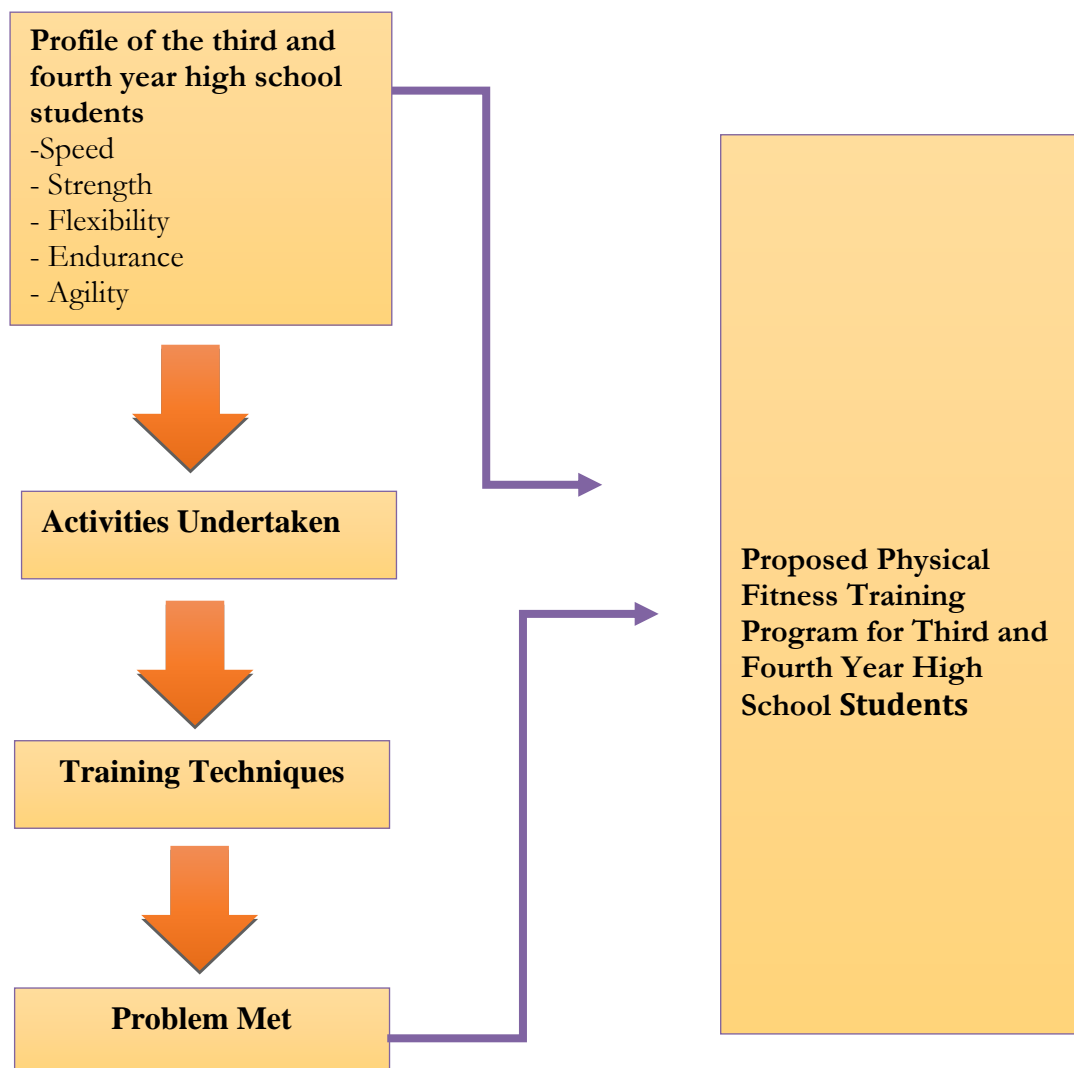 Profile of the third and
fourth year high school
students
-Speed
- Strength
- Flexibility
- Endurance
- Agility
Activities Undertaken
Training Techniques
Problem Met
Proposed Physical
Fitness Training
Program for Third and
Fourth Year High
School Students